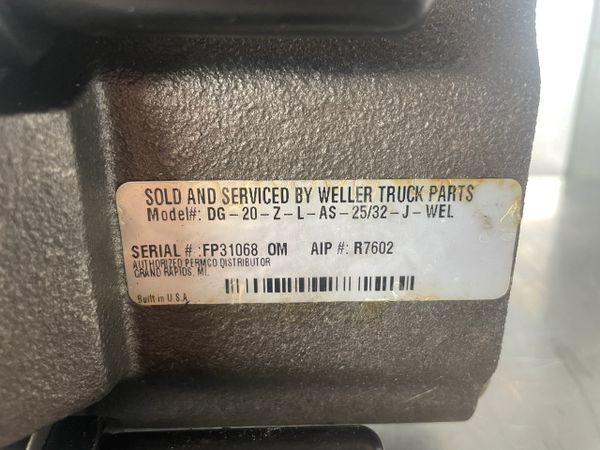 SOLD AND SERVICED BY WELLER TRUCK PARTS
Model#: DG-20-Z-L-AS-25/32-J-WEL
SERIAL #:FP31068 OM AIP #: R7602
AUTHORIZED PERMCO DISTRIBUTOR
GRAND RAPIDS, MI.
Built in U.S.A